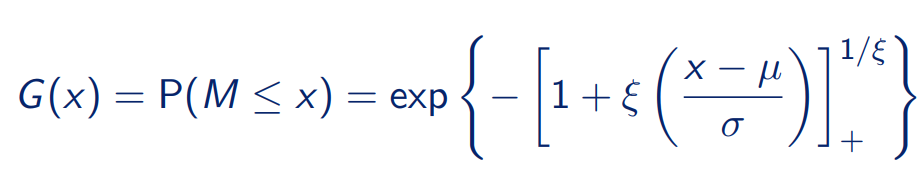 G(x) = P(M ≤ x) = exp { − [ 1 + ξ ( (x − μ) / σ ) ]₊^{1/ξ} }